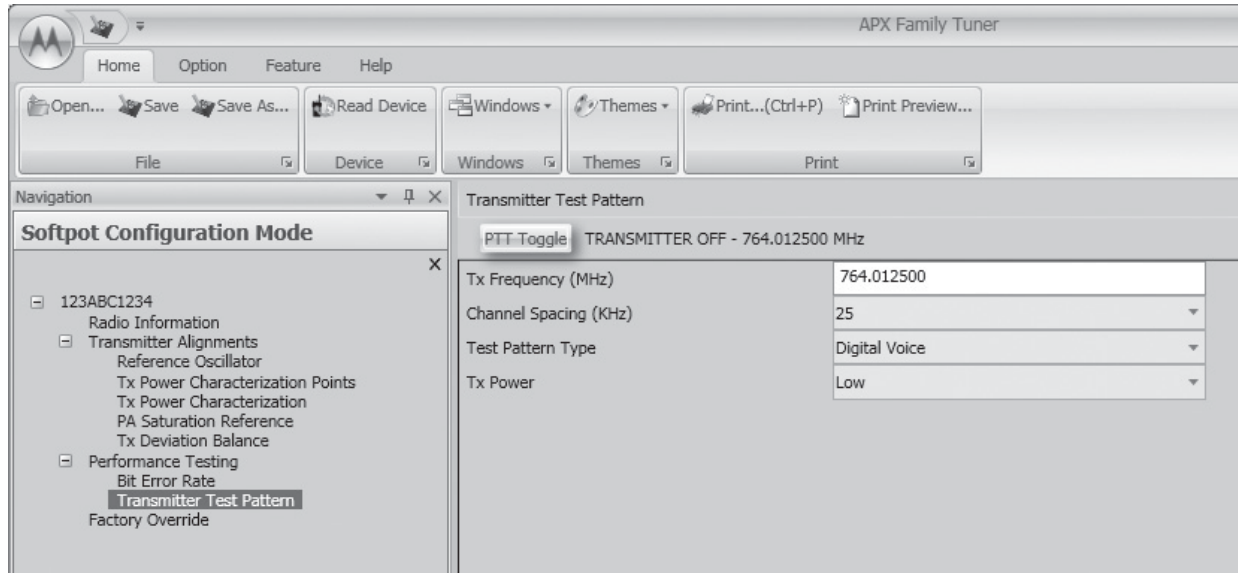 APX Family Tuner
Home Option Feature Help
Open... Save Save As... Read Device Windows Themes Print...(Ctrl+P) Print Preview...
File Device Windows Themes Print
Navigation
Softpot Configuration Mode
123ABC1234
Radio Information
Transmitter Alignments
Reference Oscillator
Tx Power Characterization Points
Tx Power Characterization
PA Saturation Reference
Tx Deviation Balance
Performance Testing
Bit Error Rate
Transmitter Test Pattern
Factory Override
Transmitter Test Pattern
PTT Toggle TRANSMITTER OFF - 764.012500 MHz
Tx Frequency (MHz) 764.012500
Channel Spacing (KHz) 25
Test Pattern Type Digital Voice
Tx Power Low